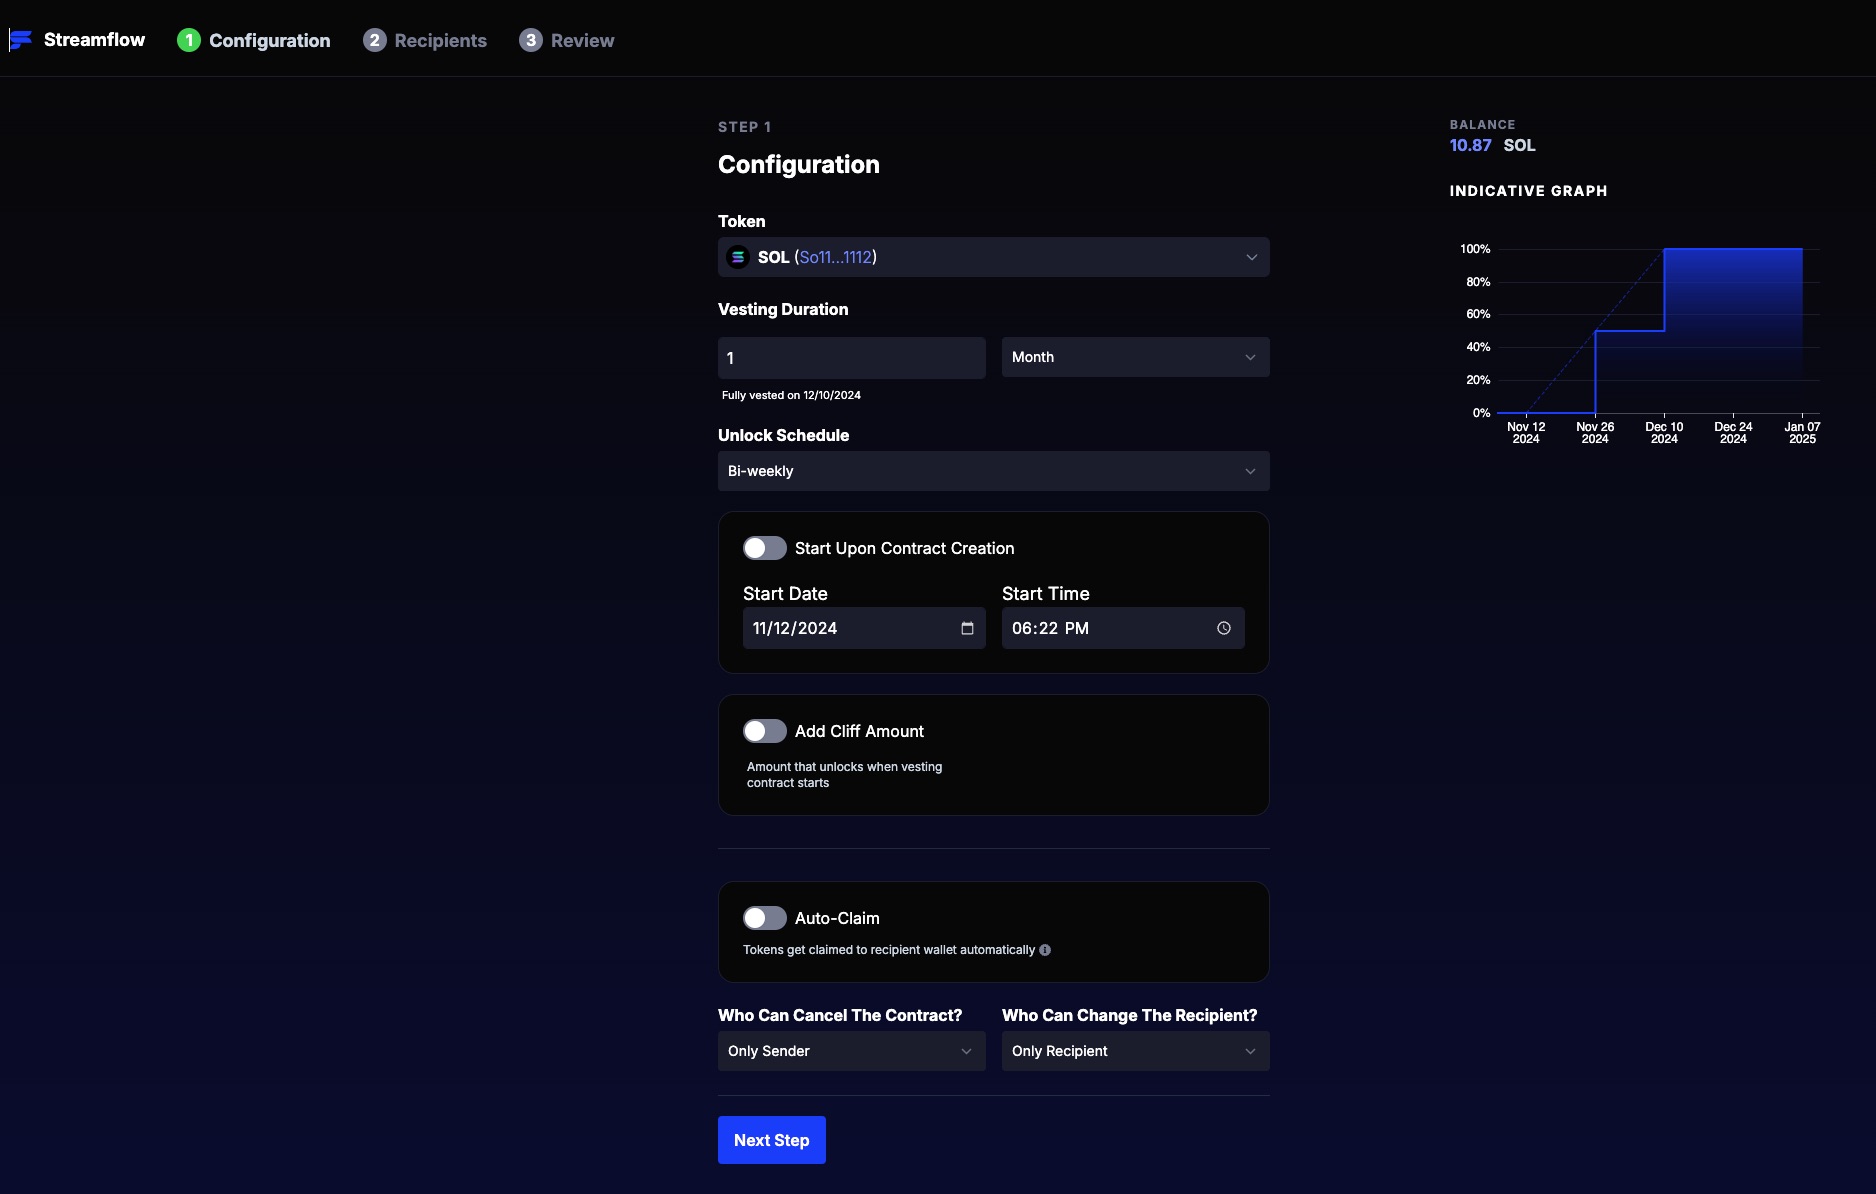 Streamflow
1 Configuration
2 Recipients
3 Review
STEP 1
Configuration
Token
SOL (So11...1112)
Vesting Duration
1
Month
Fully vested on 12/10/2024
Unlock Schedule
Bi-weekly
Start Upon Contract Creation
Start Date
Start Time
11/12/2024
06:22 PM
Add Cliff Amount
Amount that unlocks when vesting
contract starts
Auto-Claim
Tokens get claimed to recipient wallet automatically
Who Can Cancel The Contract?
Who Can Change The Recipient?
Only Sender
Only Recipient
Next Step
BALANCE
10.87 SOL
INDICATIVE GRAPH
100%
80%
60%
40%
20%
0%
Nov 12
2024
Nov 26
2024
Dec 10
2024
Dec 24
2024
Jan 07
2025